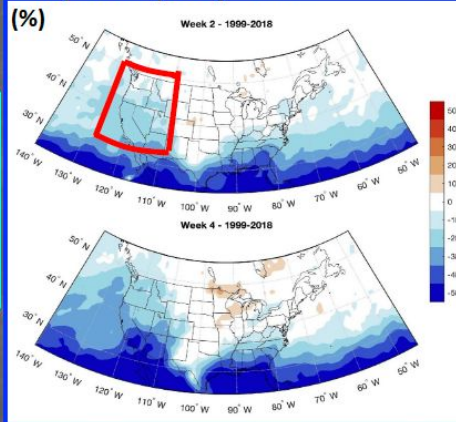 (%)
Week 2 - 1999-2018
50° N
40° N
30° N
140° W
130° W
120° W
110° W
100° W
90° W
80° W
70° W
60° W
50° W
Week 4 - 1999-2018
50° N
40° N
30° N
140° W
130° W
120° W
110° W
100° W
90° W
80° W
70° W
60° W
50° W
50
40
30
20
10
0